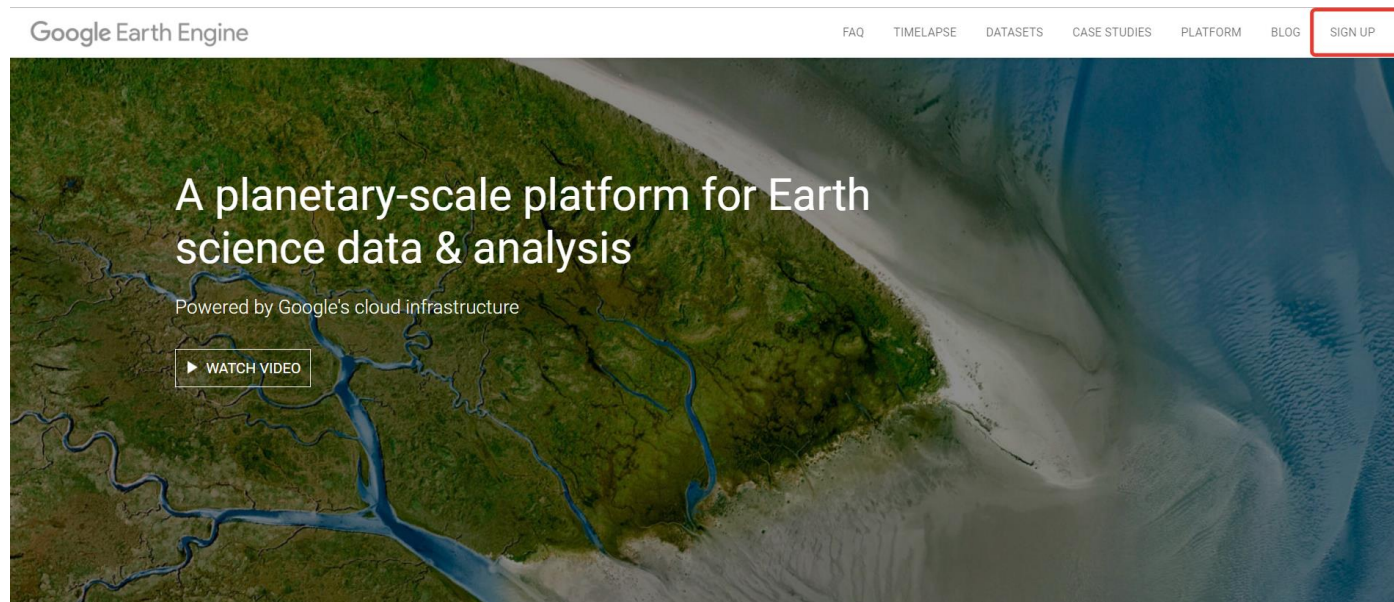 Google Earth Engine
FAQ TIMELAPSE DATASETS CASE STUDIES PLATFORM BLOG SIGN UP
A planetary-scale platform for Earth
science data & analysis
Powered by Google's cloud infrastructure
WATCH VIDEO